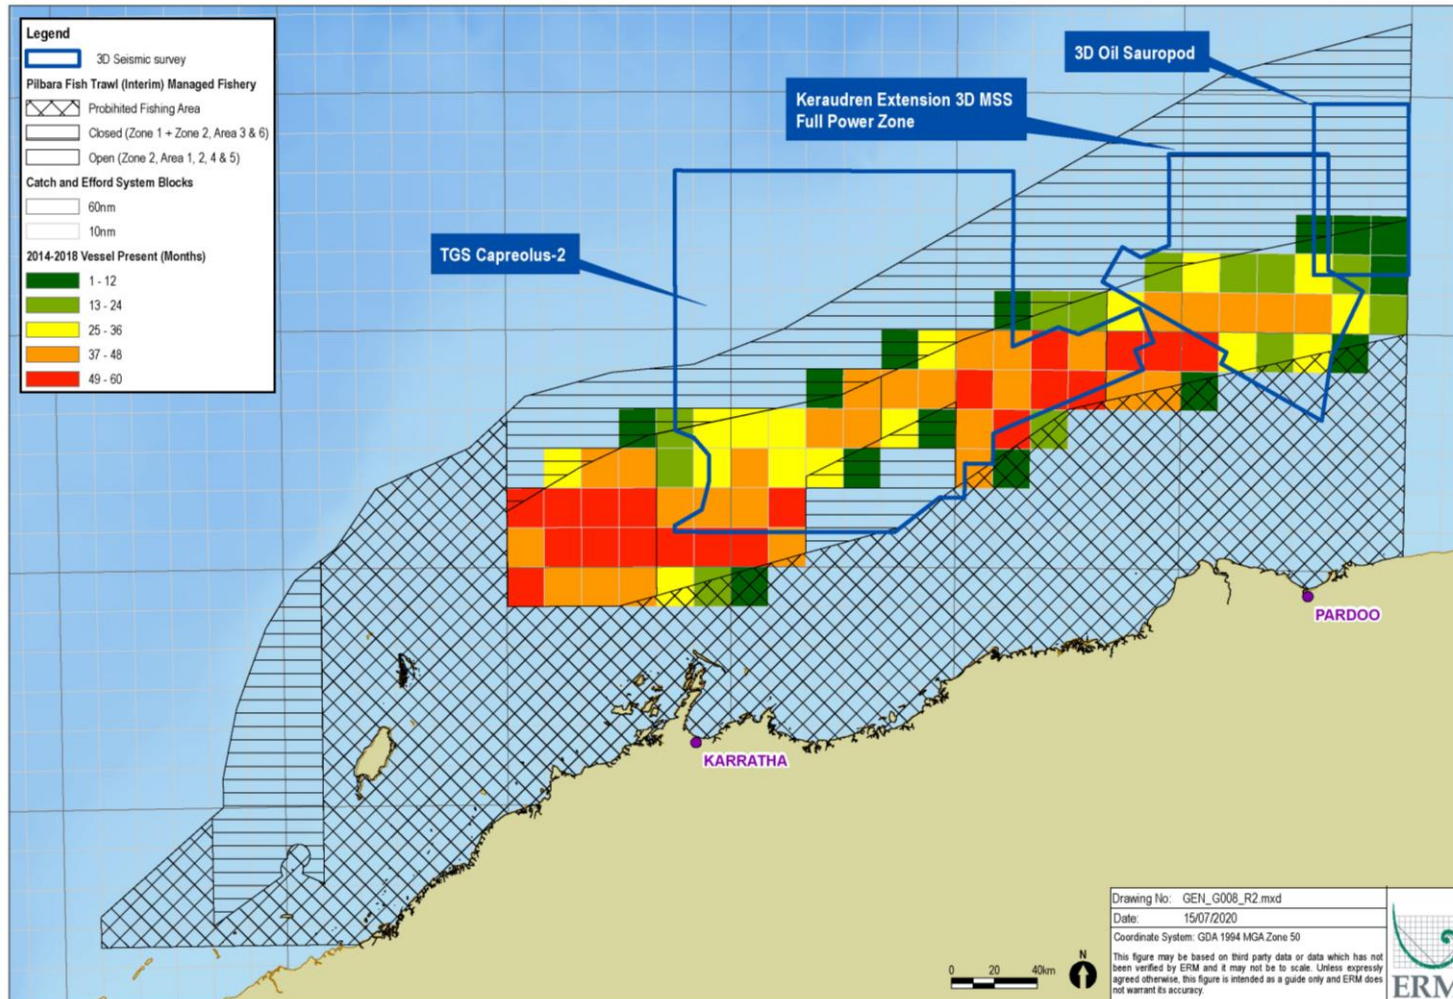 Legend
3D Seismic survey
Pilbara Fish Trawl (Interim) Managed Fishery
Probihited Fishing Area
Closed (Zone 1 + Zone 2, Area 3 & 6)
Open (Zone 2, Area 1, 2, 4 & 5)
Catch and Efford System Blocks
60nm
10nm
2014-2018 Vessel Present (Months)
1 - 12
13 - 24
25 - 36
37 - 48
49 - 60
3D Oil Sauropod
Keraudren Extension 3D MSS
Full Power Zone
TGS Capreolus-2
PARDOO
KARRATHA
0 20 40km
N
Drawing No: GEN_G008_R2.mxd
Date: 15/07/2020
Coordinate System: GDA 1994 MGA Zone 50
This figure may be based on third party data or data which has not
been verified by ERM and it may not be to scale. Unless expressly
agreed otherwise, this figure is intended as a guide only and ERM does
not warrant its accuracy.
ERM